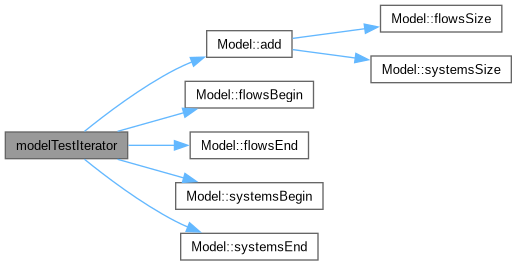 modelTestIterator
Model::add
Model::flowsSize
Model::systemsSize
Model::flowsBegin
Model::flowsEnd
Model::systemsBegin
Model::systemsEnd